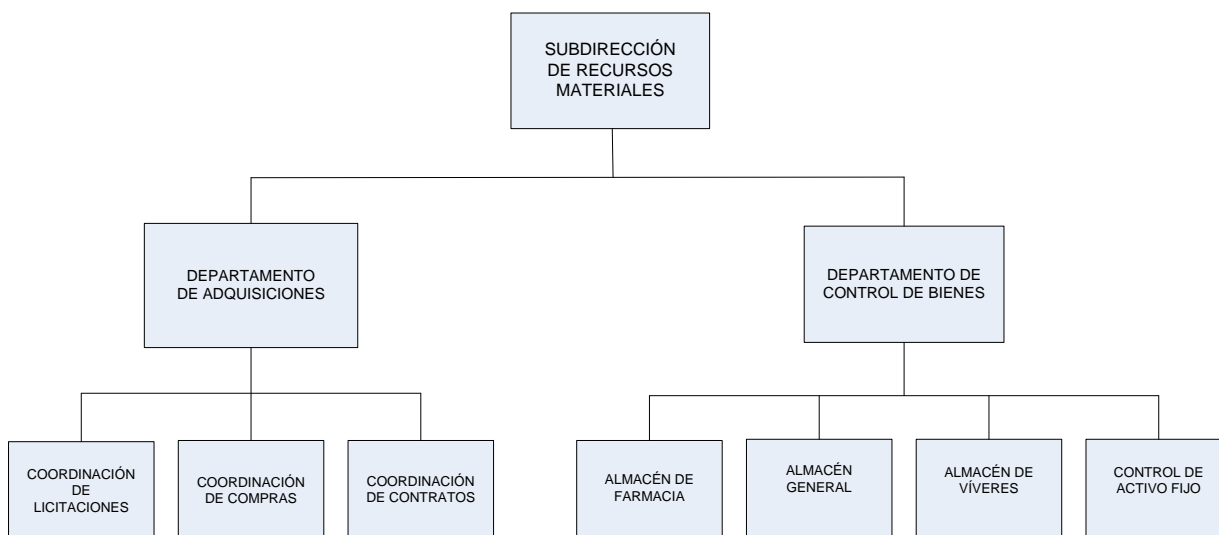 SUBDIRECCIÓN
DE RECURSOS
MATERIALES
DEPARTAMENTO
DE ADQUISICIONES
DEPARTAMENTO DE
CONTROL DE BIENES
COORDINACIÓN
DE
LICITACIONES
COORDINACIÓN
DE COMPRAS
COORDINACIÓN
DE CONTRATOS
ALMACÉN DE
FARMACIA
ALMACÉN
GENERAL
ALMACÉN DE
VÍVERES
CONTROL DE
ACTIVO FIJO